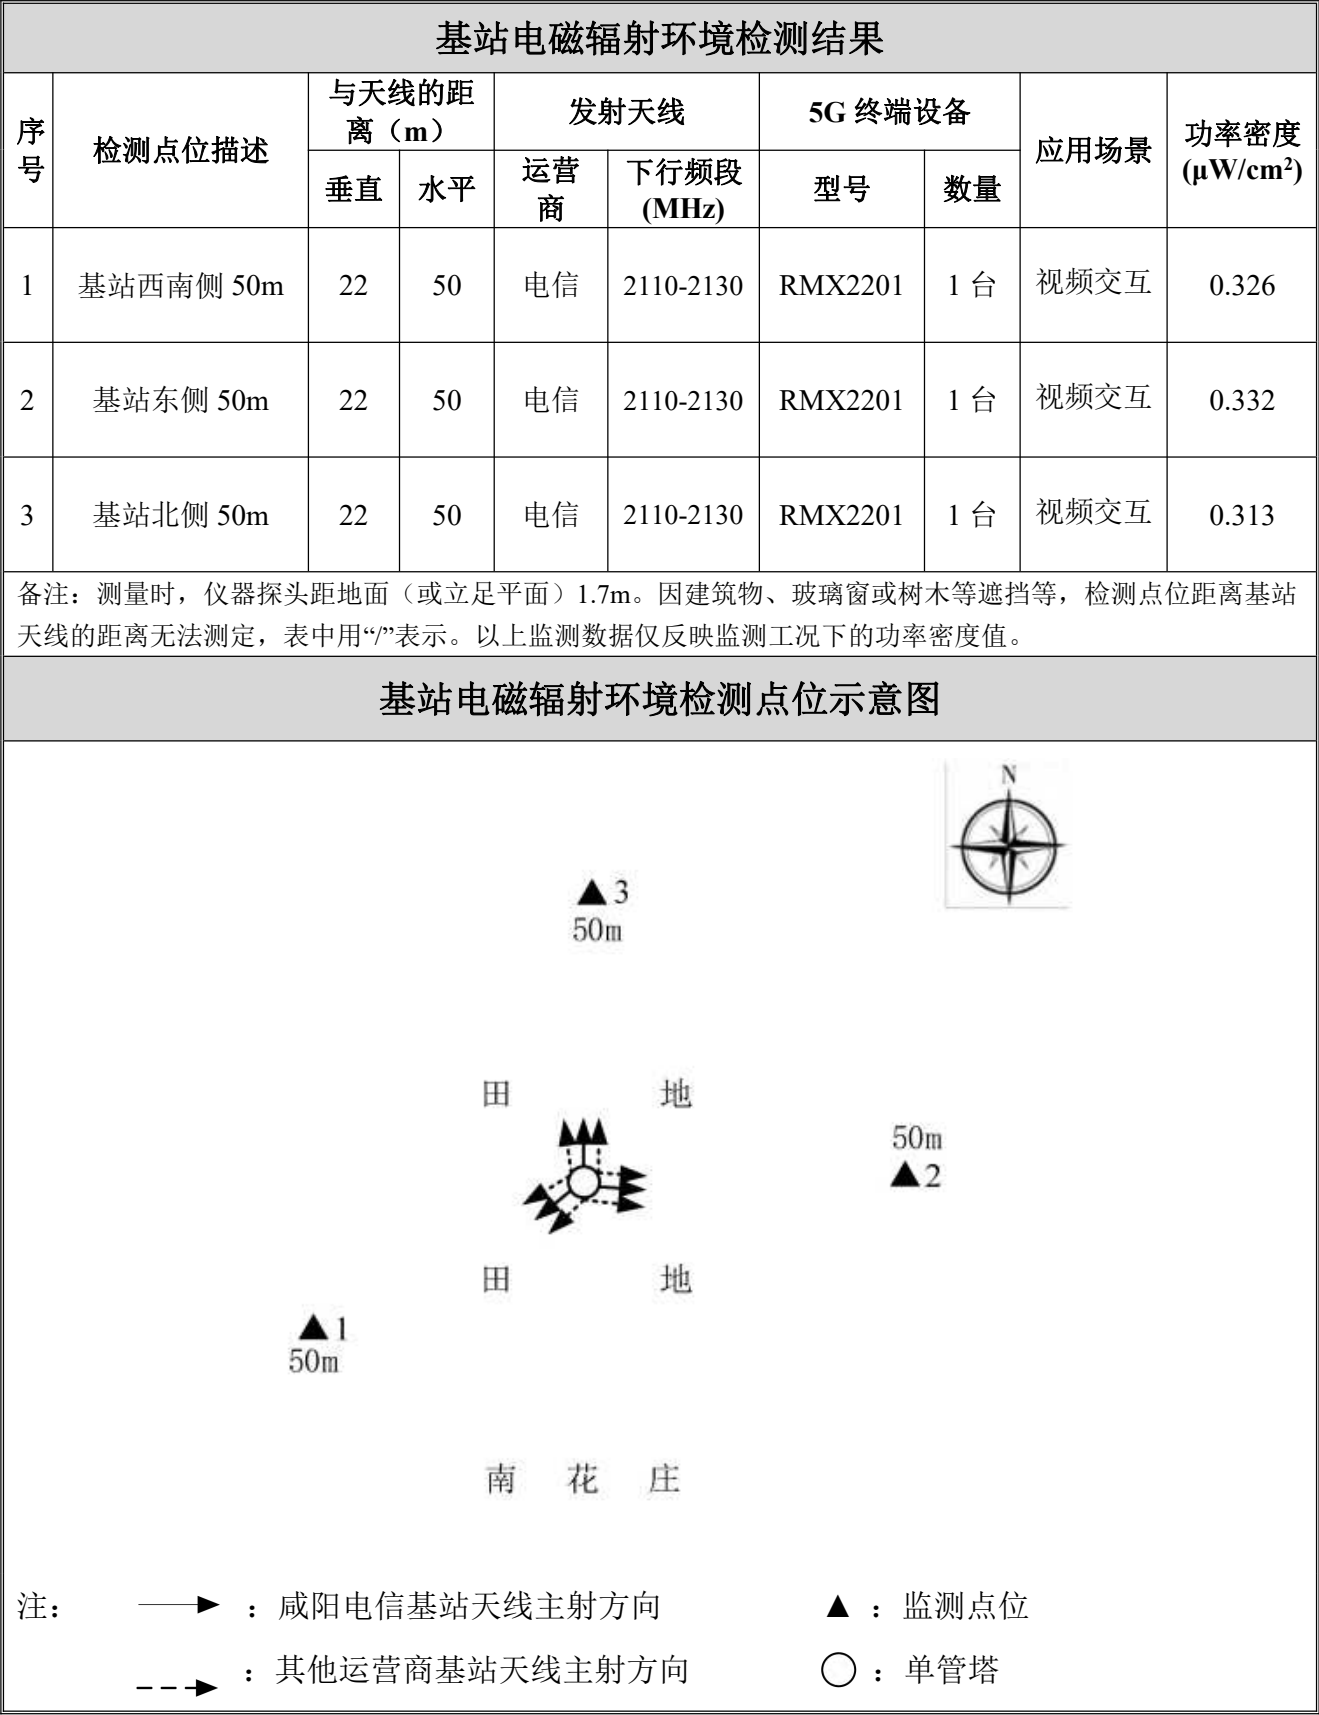 基站电磁辐射环境检测结果
序号 检测点位描述 与天线的距离（m） 发射天线 5G 终端设备 应用场景 功率密度(μW/cm²)
垂直 水平 运营商 下行频段(MHz) 型号 数量
1 基站西南侧 50m 22 50 电信 2110-2130 RMX2201 1 台 视频交互 0.326
2 基站东侧 50m 22 50 电信 2110-2130 RMX2201 1 台 视频交互 0.332
3 基站北侧 50m 22 50 电信 2110-2130 RMX2201 1 台 视频交互 0.313
备注：测量时，仪器探头距地面（或立足平面）1.7m。因建筑物、玻璃窗或树木等遮挡等，检测点位距离基站
天线的距离无法测定，表中用“/”表示。以上监测数据仅反映监测工况下的功率密度值。
基站电磁辐射环境检测点位示意图
N
▲3
50m
田 地
50m
▲2
田 地
▲1
50m
南 花 庄
注： ：咸阳电信基站天线主射方向 ▲：监测点位
：其他运营商基站天线主射方向 ○：单管塔